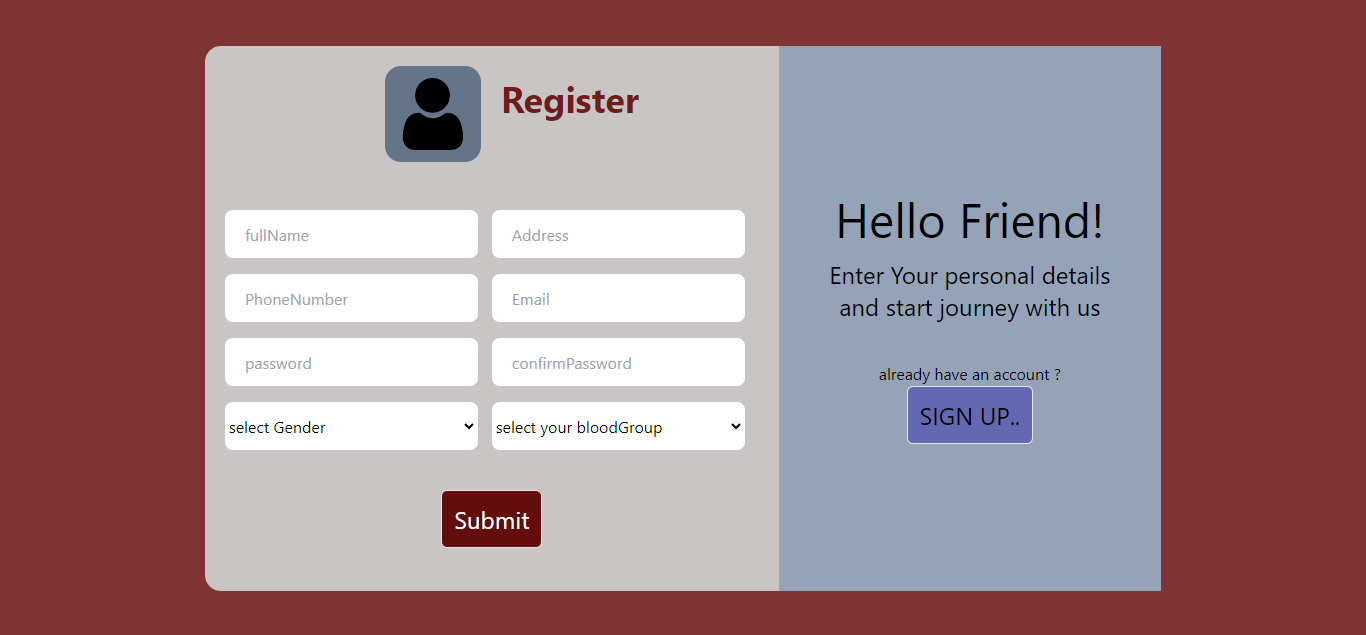 Register
fullName
Address
PhoneNumber
Email
password
confirmPassword
select Gender
select your bloodGroup
Submit
Hello Friend!
Enter Your personal details
and start journey with us
already have an account ?
SIGN UP..